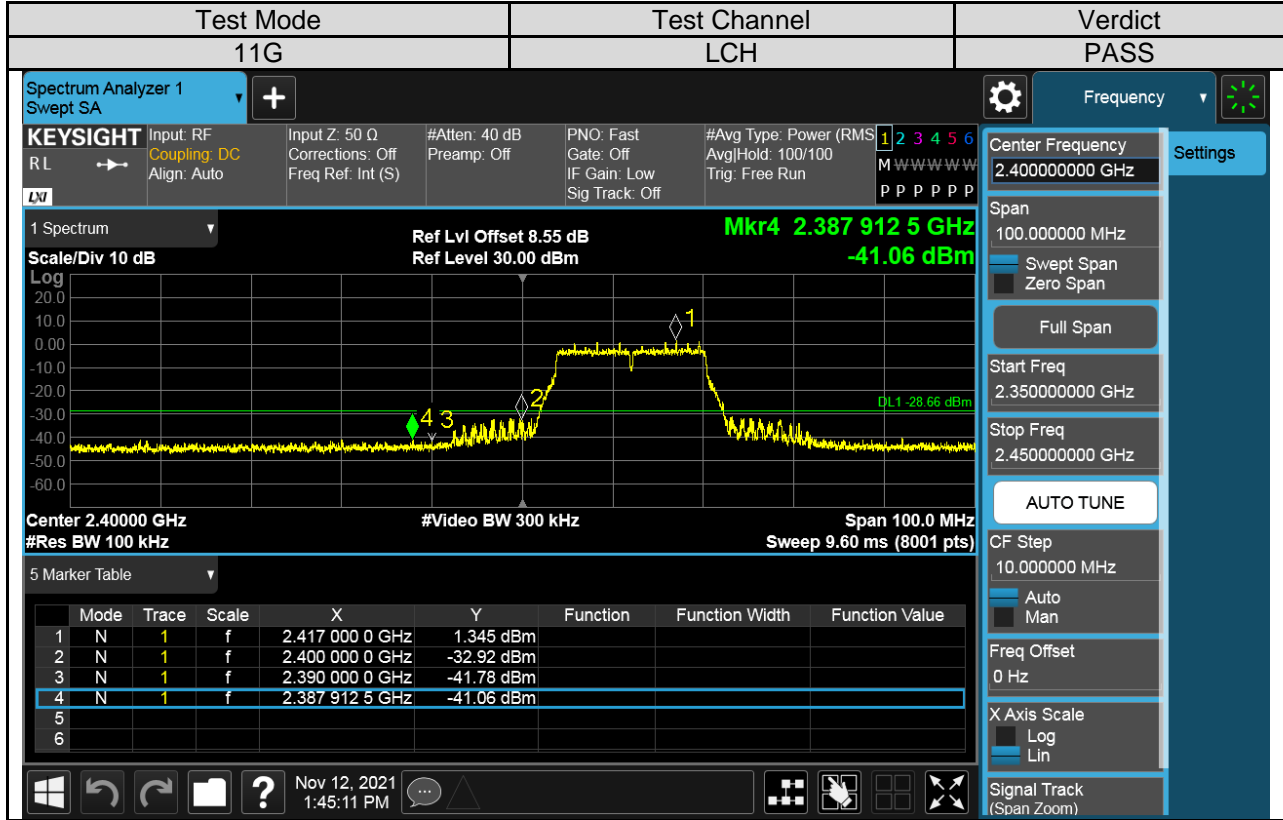 Test Mode Test Channel Verdict
11G LCH PASS
Spectrum Analyzer 1
Swept SA
+
Frequency
KEYSIGHT Input: RF Input Z: 50 Ω #Atten: 40 dB PNO: Fast #Avg Type: Power (RMS 1 2 3 4 5 6
RL Coupling: DC Corrections: Off Preamp: Off Gate: Off Avg|Hold: 100/100 M W W W W W
Align: Auto Freq Ref: Int (S) IF Gain: Low Trig: Free Run
LXI Sig Track: Off P P P P P P
1 Spectrum
Ref Lvl Offset 8.55 dB Mkr4 2.387 912 5 GHz
Scale/Div 10 dB Ref Level 30.00 dBm -41.06 dBm
Log
20.0
10.0
0.00
-10.0
-20.0
-30.0
-40.0
-50.0
-60.0
1
2
4 3
DL1 -28.66 dBm
Center 2.40000 GHz #Video BW 300 kHz Span 100.0 MHz
#Res BW 100 kHz Sweep 9.60 ms (8001 pts)
5 Marker Table
Mode Trace Scale X Y Function Function Width Function Value
1 N 1 f 2.417 000 0 GHz 1.345 dBm
2 N 1 f 2.400 000 0 GHz -32.92 dBm
3 N 1 f 2.390 000 0 GHz -41.78 dBm
4 N 1 f 2.387 912 5 GHz -41.06 dBm
5
6
?
Nov 12, 2021
1:45:11 PM
Center Frequency
2.400000000 GHz
Settings
Span
100.000000 MHz
Swept Span
Zero Span
Full Span
Start Freq
2.350000000 GHz
Stop Freq
2.450000000 GHz
AUTO TUNE
CF Step
10.000000 MHz
Auto
Man
Freq Offset
0 Hz
X Axis Scale
Log
Lin
Signal Track
(Span Zoom)